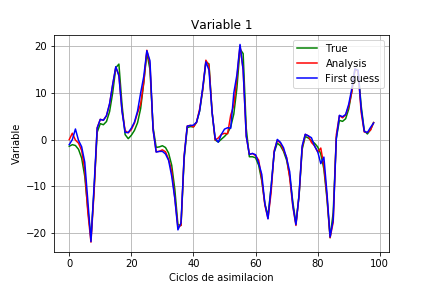 Variable 1
True
Analysis
First guess
Variable
20
10
0
−10
−20
0
20
40
60
80
100
Ciclos de asimilacion